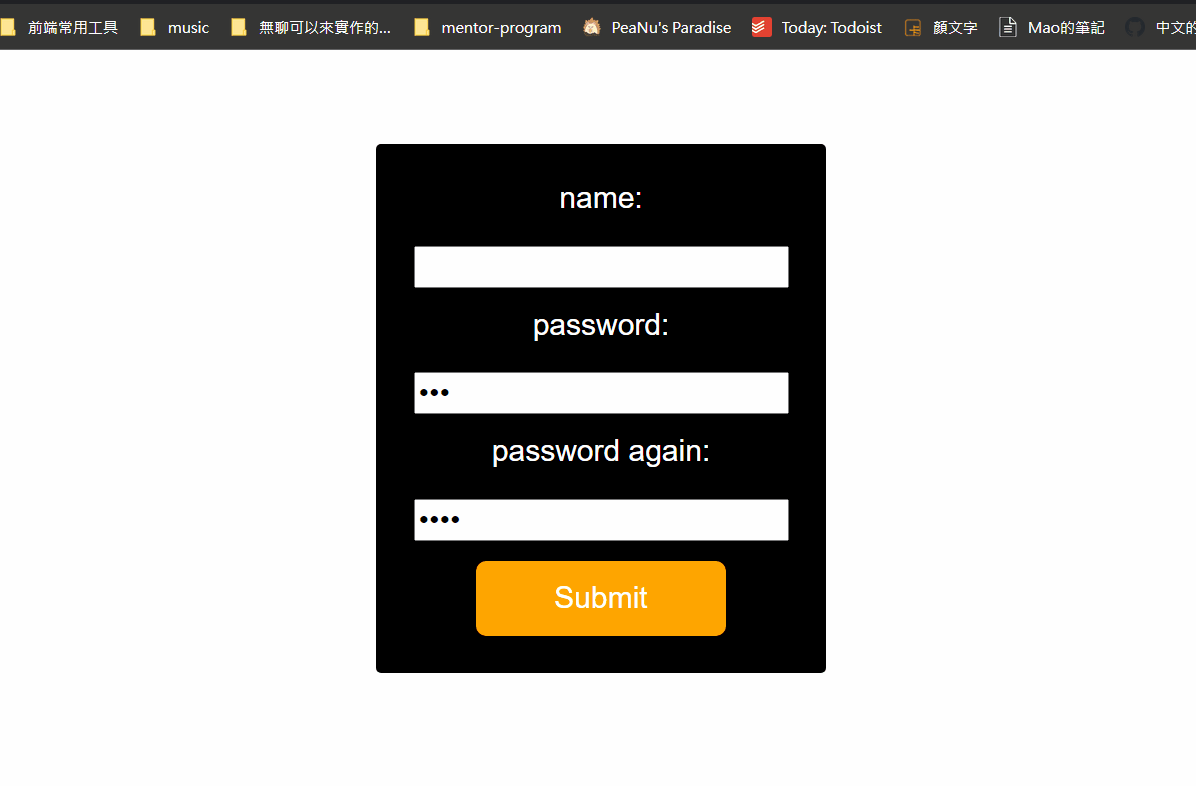 前端常用工具 music 無聊可以來實作的... mentor-program PeaNu's Paradise Today: Todoist 顏文字 Mao的筆記 中文的
name:
password:
•••
password again:
••••
Submit